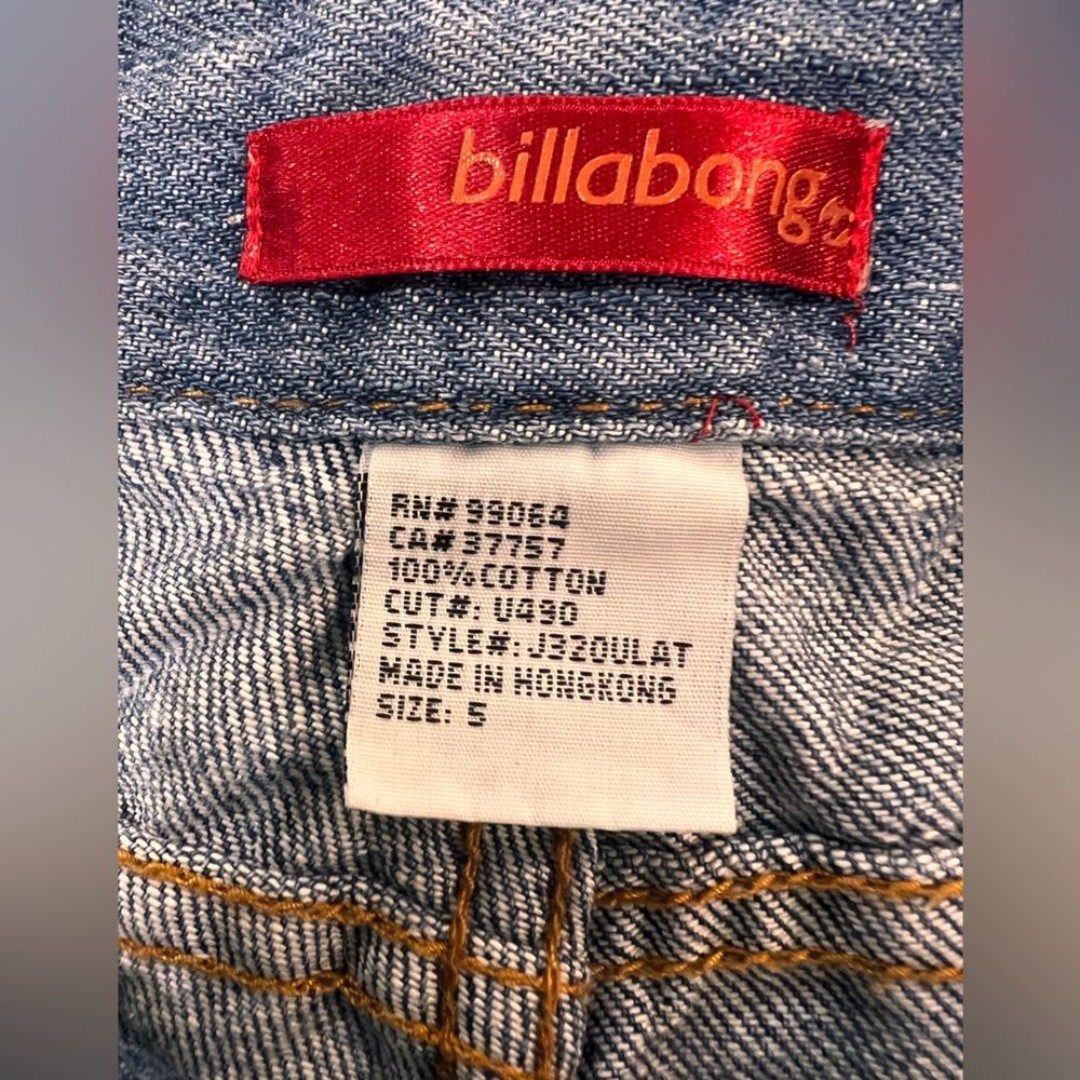 billabong
RN# 99064
CA# 37757
100% COTTON
CUT#: U490
STYLE#: J320ULAT
MADE IN HONGKONG
SIZE: 5